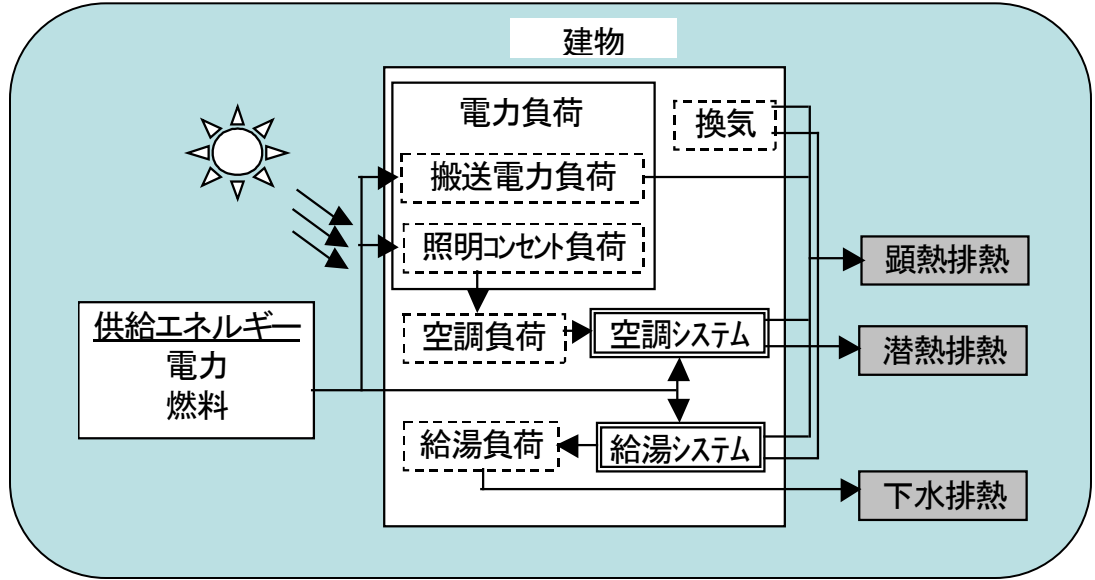 建物
電力負荷
換気
搬送電力負荷
照明コンセント負荷
顕熱排熱
供給エネルギー
電力
燃料
空調負荷
空調システム
潜熱排熱
給湯負荷
給湯システム
下水排熱